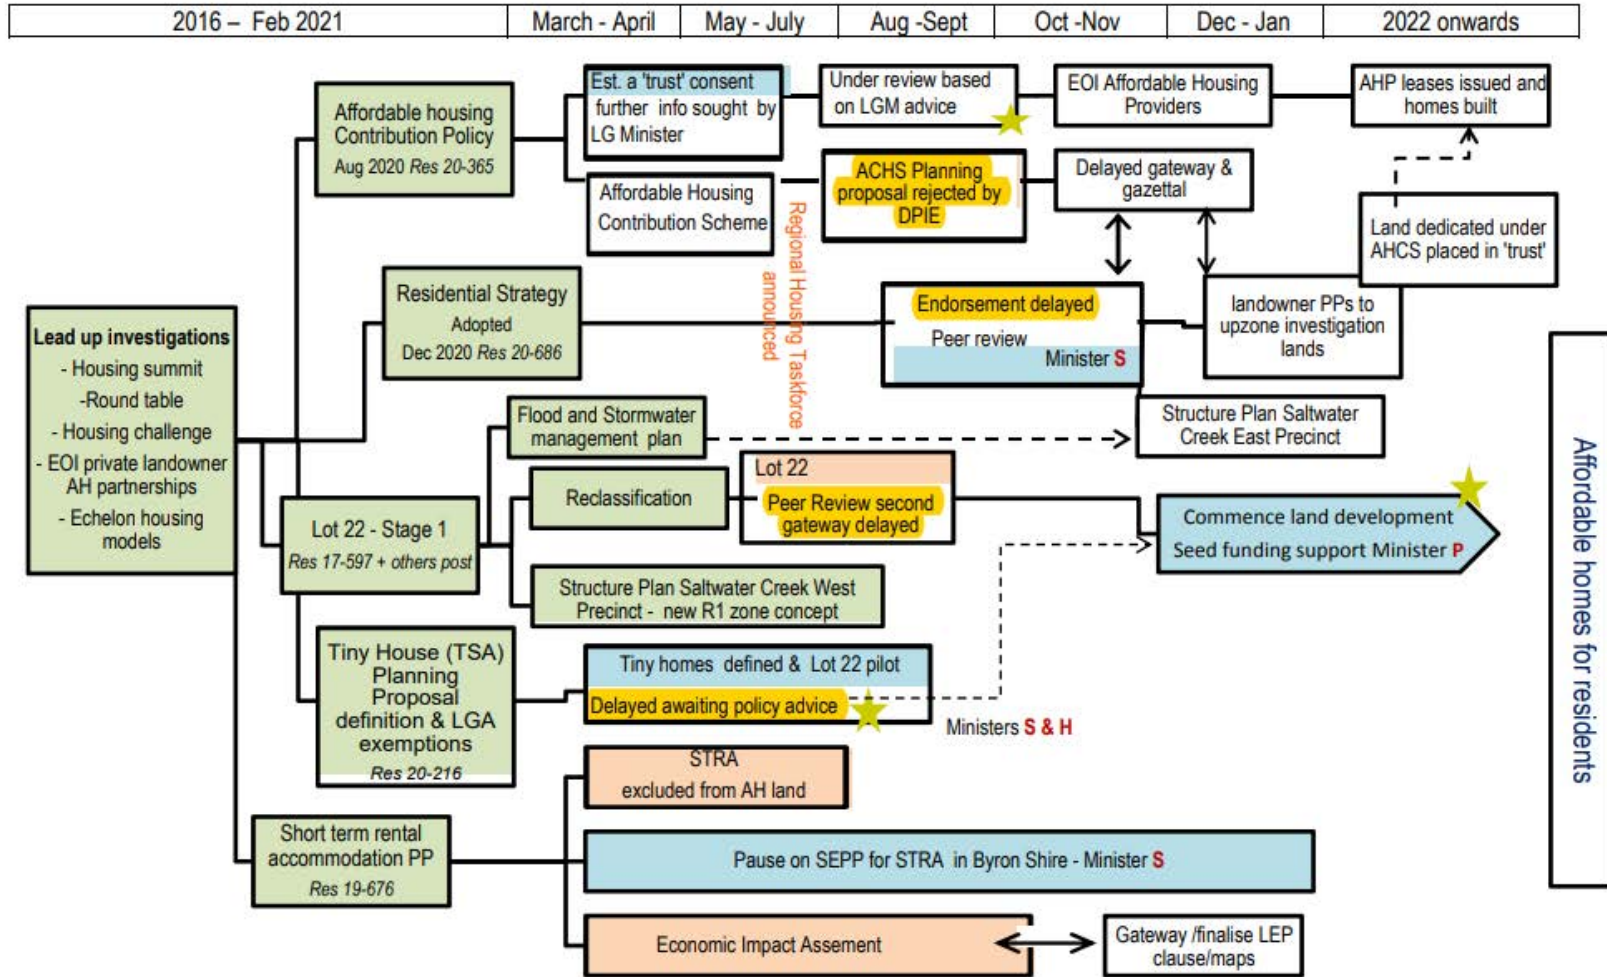 2016 – Feb 2021
March - April
May - July
Aug -Sept
Oct -Nov
Dec - Jan
2022 onwards
Affordable housing
Contribution Policy
Aug 2020 Res 20-365
Est. a 'trust' consent
further info sought by
LG Minister
Under review based
on LGM advice
EOI Affordable Housing
Providers
AHP leases issued and
homes built
Affordable Housing
Contribution Scheme
ACHS Planning
proposal rejected by
DPIE
Delayed gateway &
gazettal
Land dedicated under
AHCS placed in 'trust'
Regional Housing Taskforce
announced
Residential Strategy
Adopted
Dec 2020 Res 20-686
Endorsement delayed
Peer review
Minister S
landowner PPs to
upzone investigation
lands
Lead up investigations
- Housing summit
-Round table
- Housing challenge
- EOI private landowner
AH partnerships
- Echelon housing
models
Flood and Stormwater
management plan
Structure Plan Saltwater
Creek East Precinct
Lot 22 - Stage 1
Res 17-597 + others post
Reclassification
Lot 22
Peer Review second
gateway delayed
Commence land development
Seed funding support Minister P
Structure Plan Saltwater Creek West
Precinct - new R1 zone concept
Tiny House (TSA)
Planning
Proposal
definition & LGA
exemptions
Res 20-216
Tiny homes defined & Lot 22 pilot
Delayed awaiting policy advice
Ministers S & H
STRA
excluded from AH land
Short term rental
accommodation PP
Res 19-676
Pause on SEPP for STRA in Byron Shire - Minister S
Economic Impact Assement
Gateway /finalise LEP
clause/maps
Affordable homes for residents